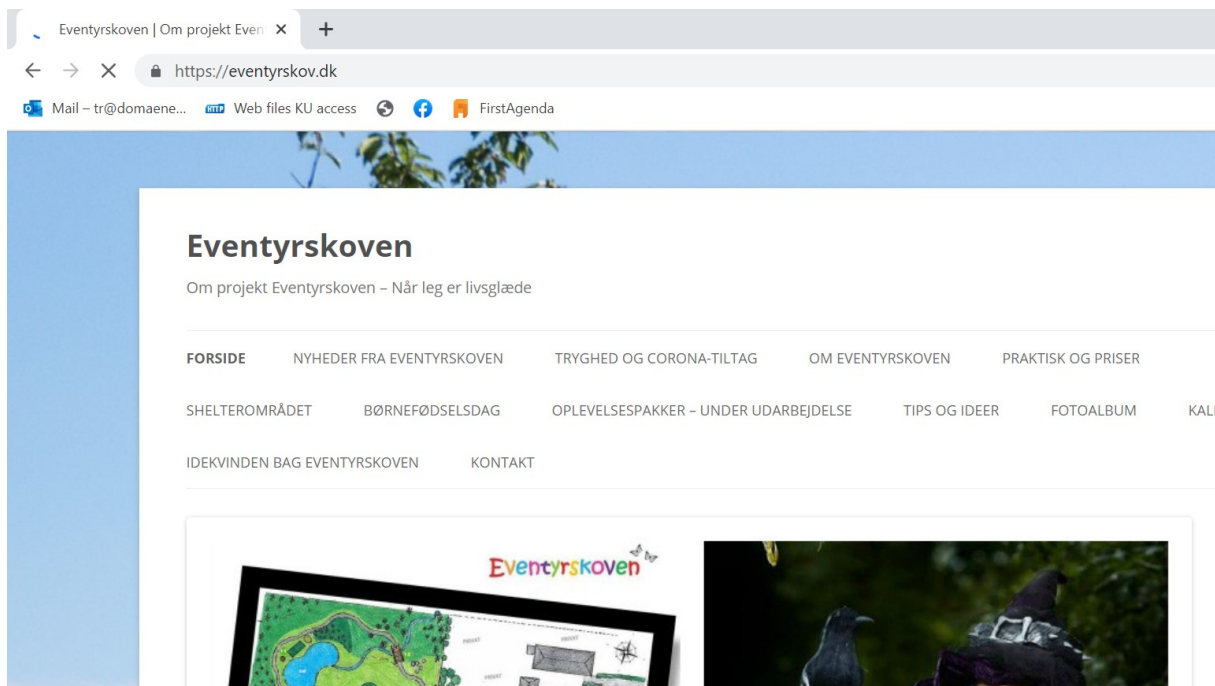 Eventyrskoven | Om projekt Even
https://eventyrskov.dk
Mail – tr@domaene... Web files KU access FirstAgenda
Eventyrskoven
Om projekt Eventyrskoven – Når leg er livsglæde
FORSIDE NYHEDER FRA EVENTYRSKOVEN TRYGHED OG CORONA-TILTAG OM EVENTYRSKOVEN PRAKTISK OG PRISER
SHELTEROMRÅDET BØRNEFØDSELSDAG OPLEVELSESPAKKER – UNDER UDARBEJDELSE TIPS OG IDEER FOTOALBUM KAL
IDEKVINDEN BAG EVENTYRSKOVEN KONTAKT
Eventyrskoven